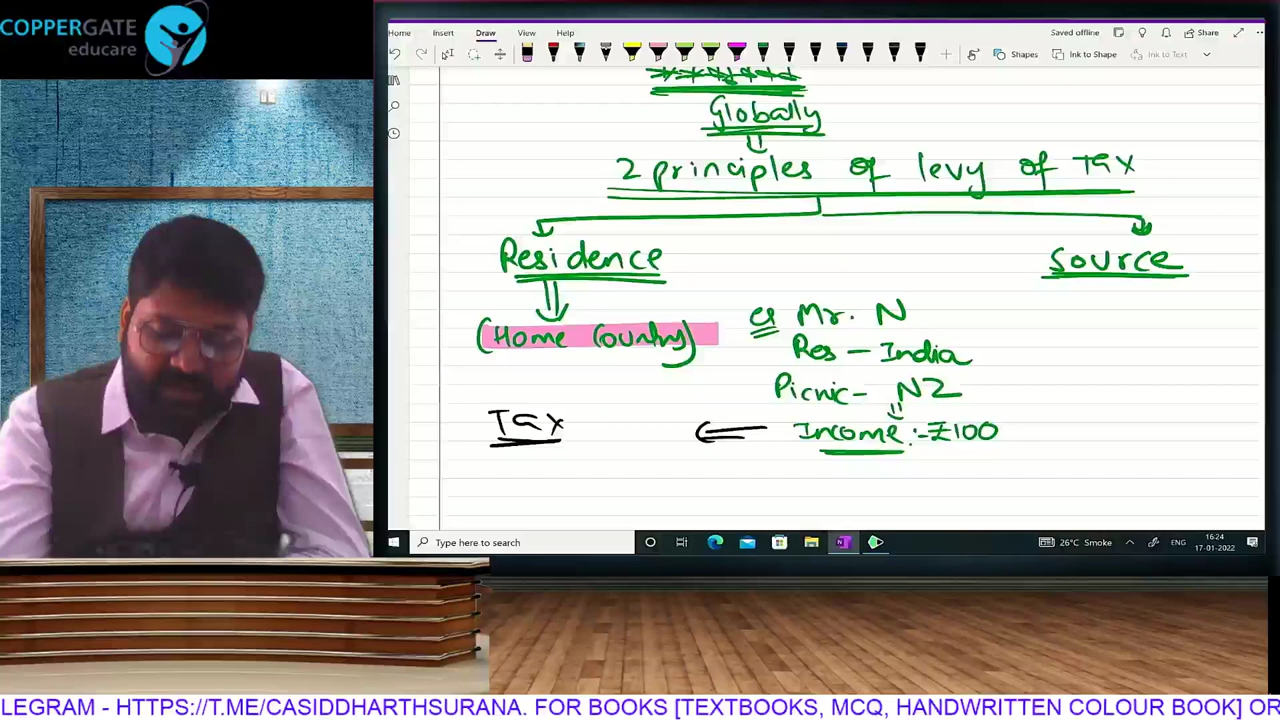 COPPERGATE
educare
Home Insert Draw View Help
Saved offline
Share
Shapes
Ink to Shape
Ink to Text
Globally
2 principles of levy of Tax
Residence
Source
(Home Country)
eg Mr. N
Res - India
Picnic - NZ
Income :- ₹100
Tax
Type here to search
26°C Smoke
ENG
16:24
17-01-2022
LEGRAM - HTTPS://T.ME/CASIDDHARTHSURANA. FOR BOOKS [TEXTBOOKS, MCQ, HANDWRITTEN COLOUR BOOK] OR